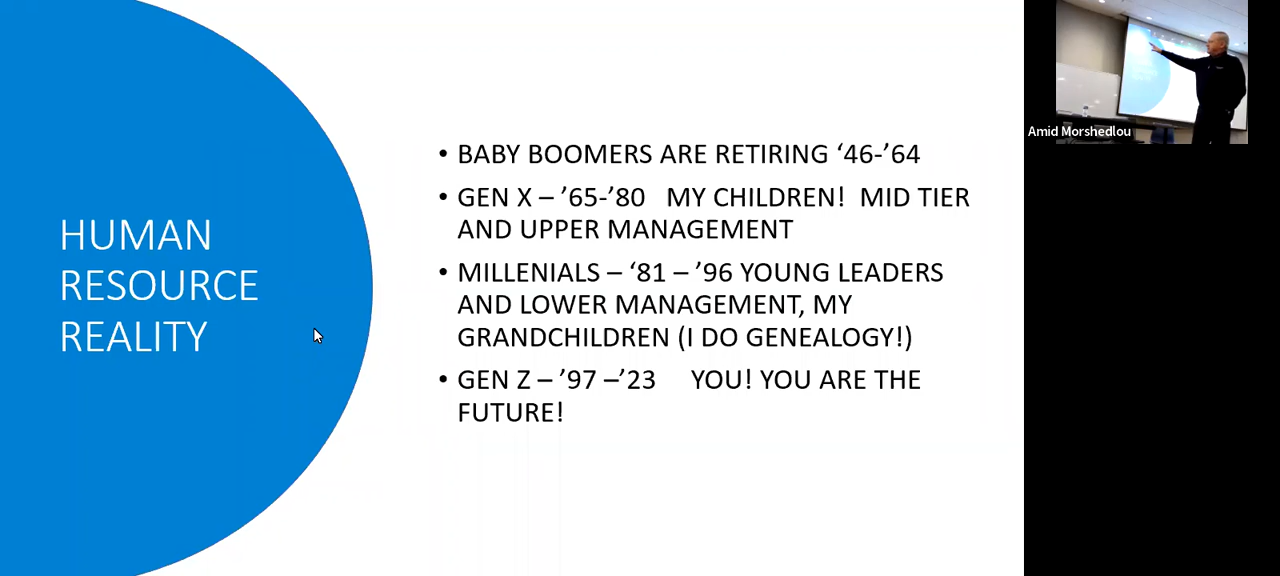 HUMAN
RESOURCE
REALITY
• BABY BOOMERS ARE RETIRING ‘46-’64
• GEN X – ’65-’80 MY CHILDREN! MID TIER
AND UPPER MANAGEMENT
• MILLENIALS – ‘81 – ’96 YOUNG LEADERS
AND LOWER MANAGEMENT, MY
GRANDCHILDREN (I DO GENEALOGY!)
• GEN Z – ’97 –’23 YOU! YOU ARE THE
FUTURE!
Amid Morshedlou